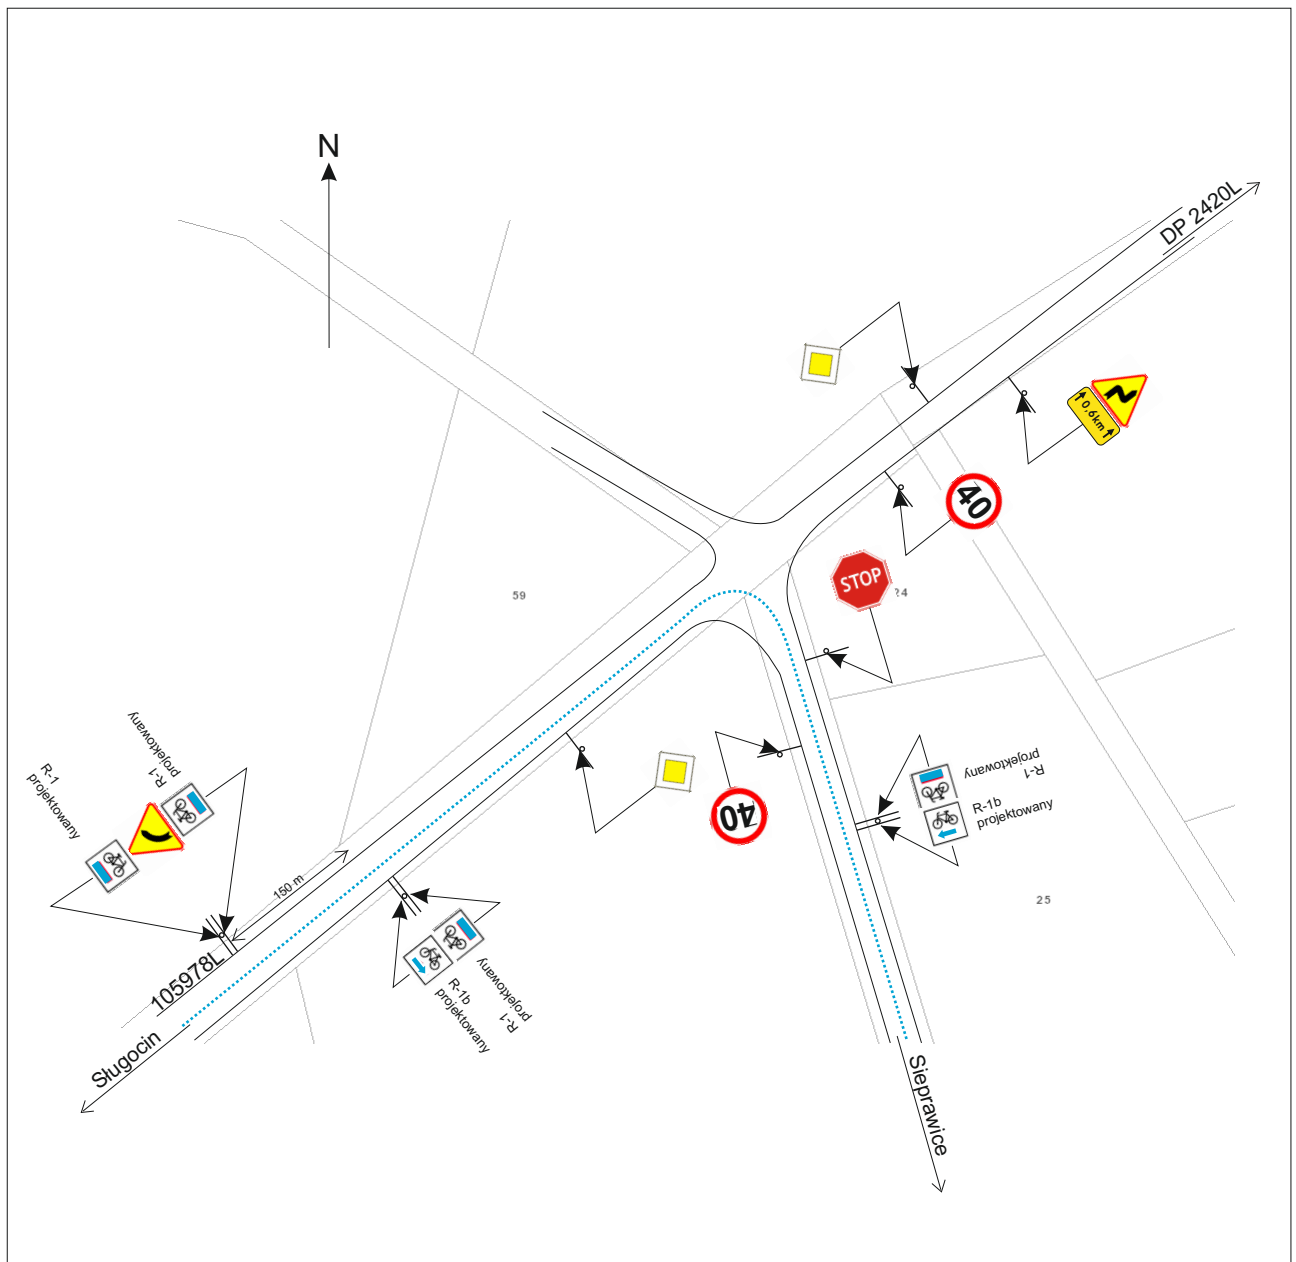 N
DP 2420L
0,6km
40
STOP
59
24
R-1
projektowany
R-1
projektowany
40
R-1
projektowany
R-1b
projektowany
150 m
25
105978L
R-1b
projektowany
R-1
projektowany
Sługocin
Sieprawice